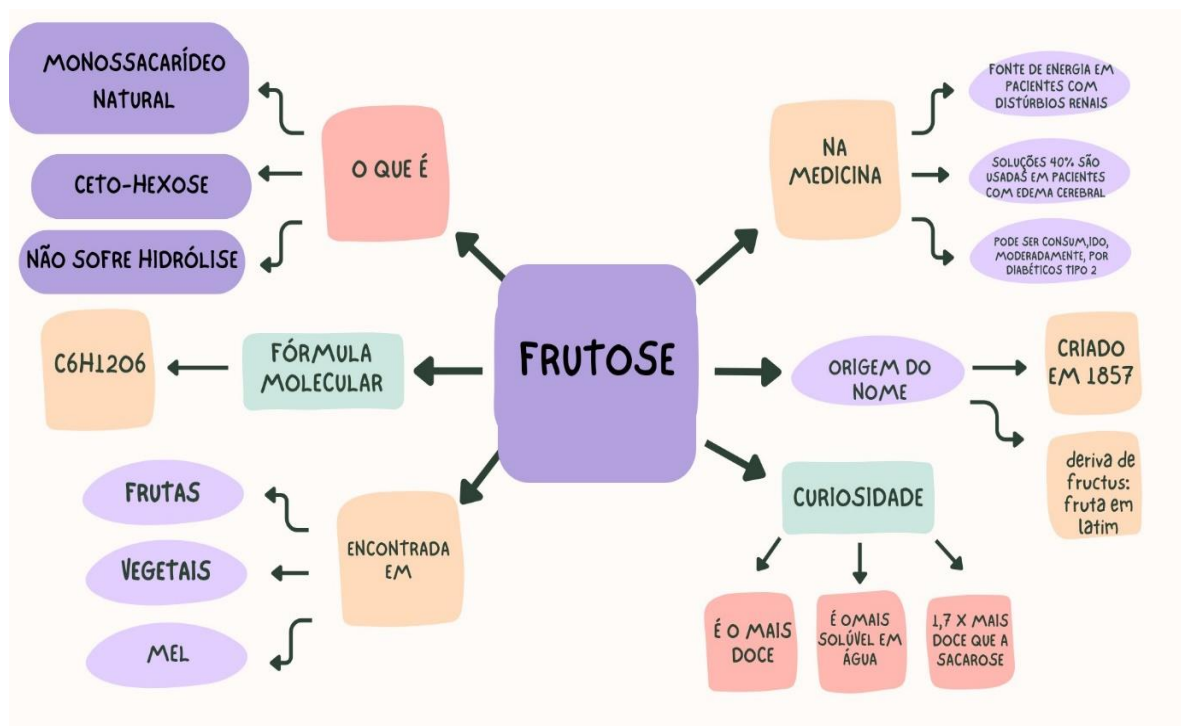 FRUTOSE
O QUE É
MONOSSACARÍDEO
NATURAL
CETO-HEXOSE
NÃO SOFRE HIDRÓLISE
FÓRMULA
MOLECULAR
C6H12O6
ENCONTRADA
EM
FRUTAS
VEGETAIS
MEL
NA
MEDICINA
FONTE DE ENERGIA EM
PACIENTES COM
DISTÚRBIOS RENAIS
SOLUÇÕES 40% SÃO
USADAS EM PACIENTES
COM EDEMA CEREBRAL
PODE SER CONSUM,IDO,
MODERADAMENTE, POR
DIABÉTICOS TIPO 2
ORIGEM DO
NOME
CRIADO
EM 1857
deriva de
fructus:
fruta em
latim
CURIOSIDADE
É O MAIS
DOCE
É OMAIS
SOLÚVEL EM
ÁGUA
1,7 X MAIS
DOCE QUE A
SACAROSE